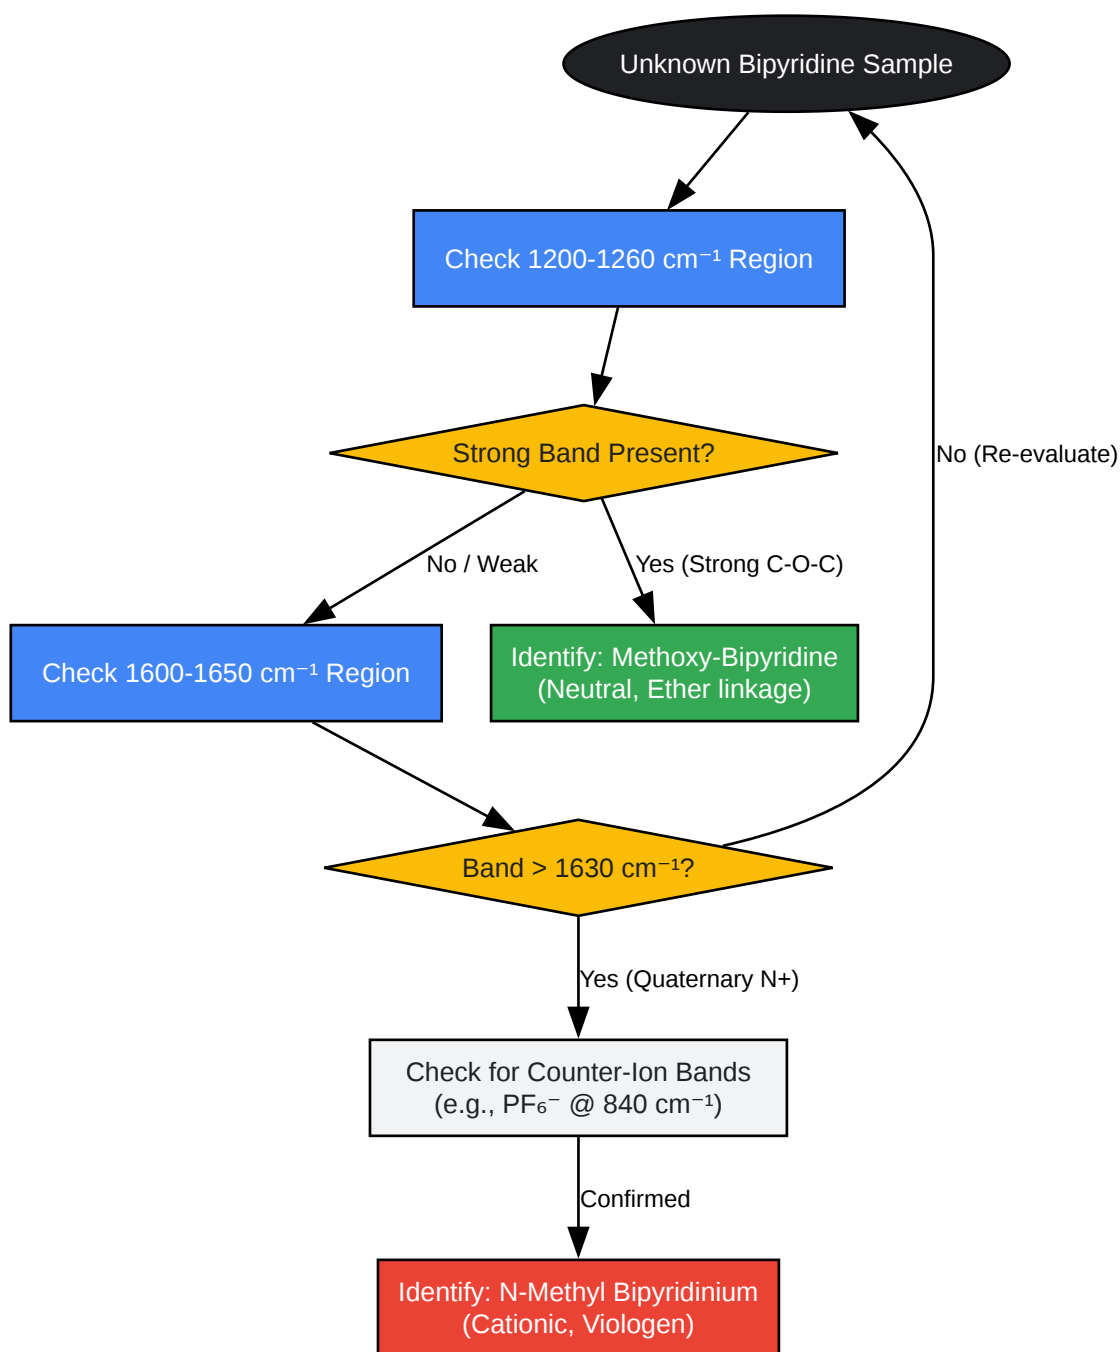 Unknown Bipyridine Sample
Check 1200-1260 cm⁻¹ Region
Strong Band Present?
No (Re-evaluate)
No / Weak
Yes (Strong C-O-C)
Check 1600-1650 cm⁻¹ Region
Identify: Methoxy-Bipyridine
(Neutral, Ether linkage)
Band > 1630 cm⁻¹?
Yes (Quaternary N+)
Check for Counter-Ion Bands
(e.g., PF₆⁻ @ 840 cm⁻¹)
Confirmed
Identify: N-Methyl Bipyridinium
(Cationic, Viologen)